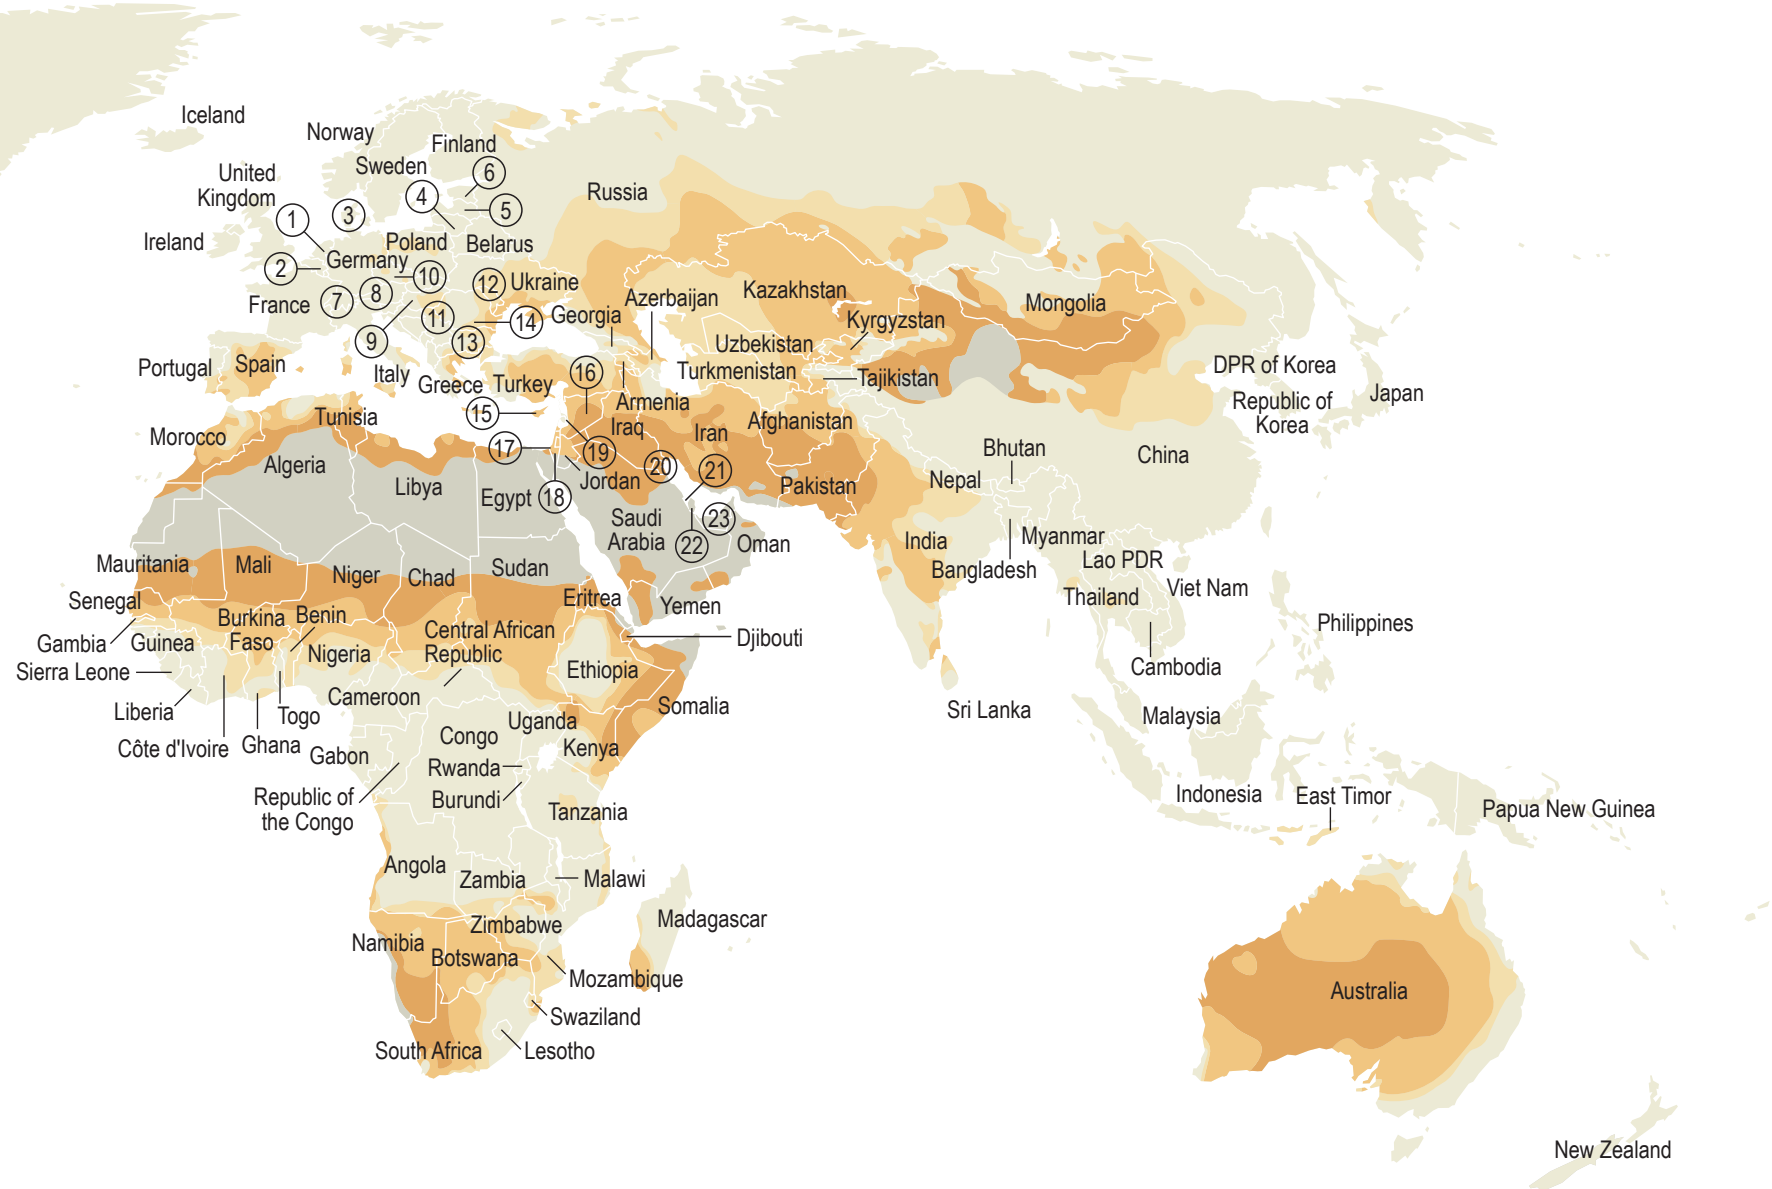 Iceland
Norway
Finland
Sweden
United
Kingdom
6
4
5
3
1
Russia
Ireland
Poland
Belarus
Germany
2
10
12
Ukraine
8
7
France
Azerbaijan
Kazakhstan
Mongolia
Georgia
11
14
Kyrgyzstan
13
9
Uzbekistan
Portugal
Spain
Italy
Greece
Turkey
16
Turkmenistan
Tajikistan
DPR of Korea
Japan
Republic of
Korea
Armenia
15
Tunisia
Morocco
Iraq
Iran
Afghanistan
17
19
20
21
Algeria
Libya
Egypt
18
Jordan
Pakistan
Nepal
Bhutan
China
Saudi
Arabia
22
23
Oman
India
Myanmar
Bangladesh
Lao PDR
Thailand
Viet Nam
Mauritania
Mali
Niger
Chad
Sudan
Eritrea
Yemen
Senegal
Gambia
Guinea
Burkina
Faso
Benin
Nigeria
Central African
Republic
Djibouti
Ethiopia
Philippines
Cambodia
Sierra Leone
Liberia
Côte d'Ivoire
Ghana
Togo
Cameroon
Somalia
Sri Lanka
Malaysia
Uganda
Kenya
Congo
Gabon
Rwanda
Burundi
Republic of
the Congo
Tanzania
Indonesia
East Timor
Papua New Guinea
Angola
Zambia
Malawi
Madagascar
Zimbabwe
Namibia
Botswana
Mozambique
Swaziland
South Africa
Lesotho
Australia
New Zealand